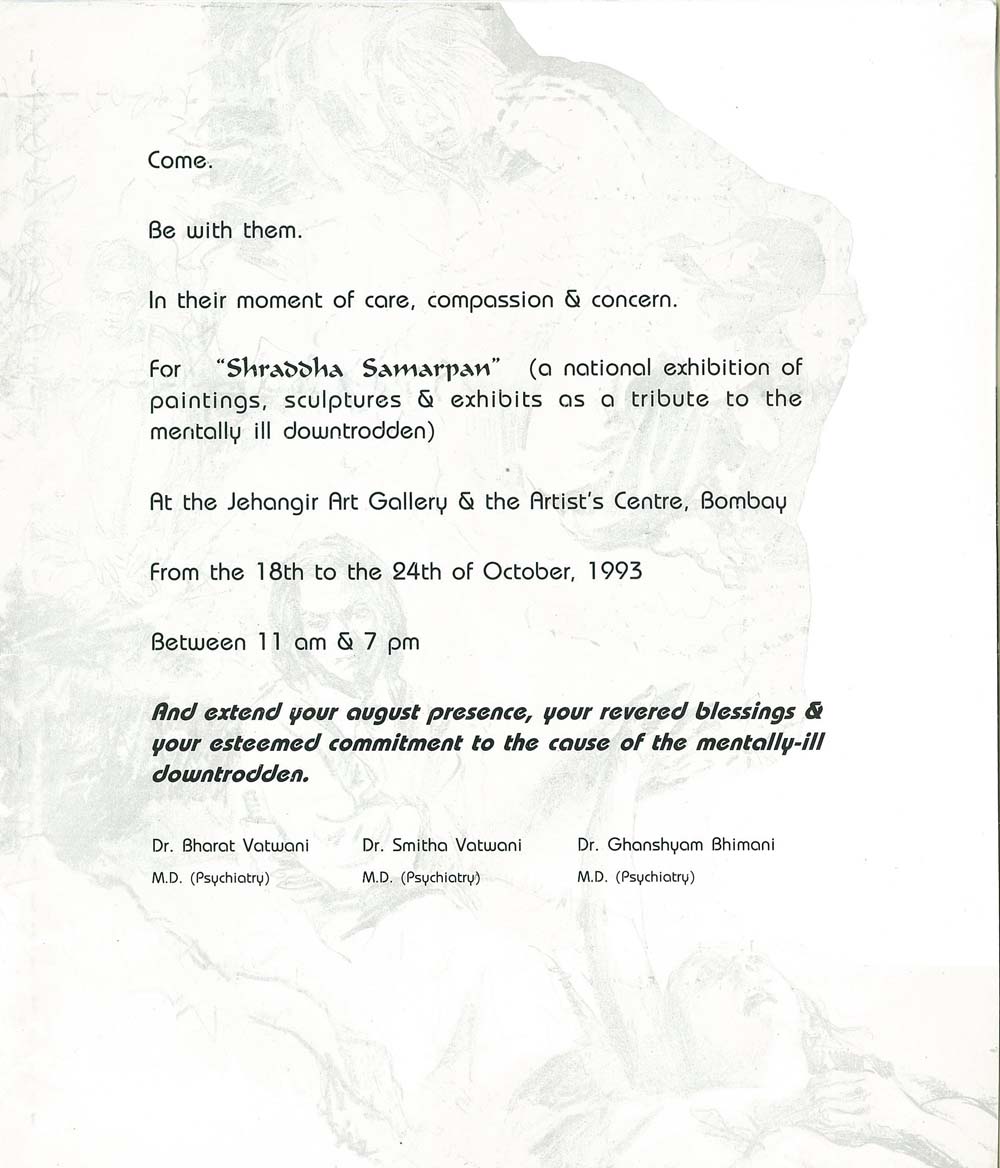 Come.
Be with them.
In their moment of care, compassion & concern.
For "Shraddha Samarpan" (a national exhibition of
paintings, sculptures & exhibits as a tribute to the
mentally ill downtrodden)
At the Jehangir Art Gallery & the Artist's Centre, Bombay
From the 18th to the 24th of October, 1993
Between 11 am & 7 pm
And extend your august presence, your revered blessings &
your esteemed commitment to the cause of the mentally-ill
downtrodden.
Dr. Bharat Vatwani Dr. Smitha Vatwani Dr. Ghanshyam Bhimani
M.D. (Psychiatry) M.D. (Psychiatry) M.D. (Psychiatry)